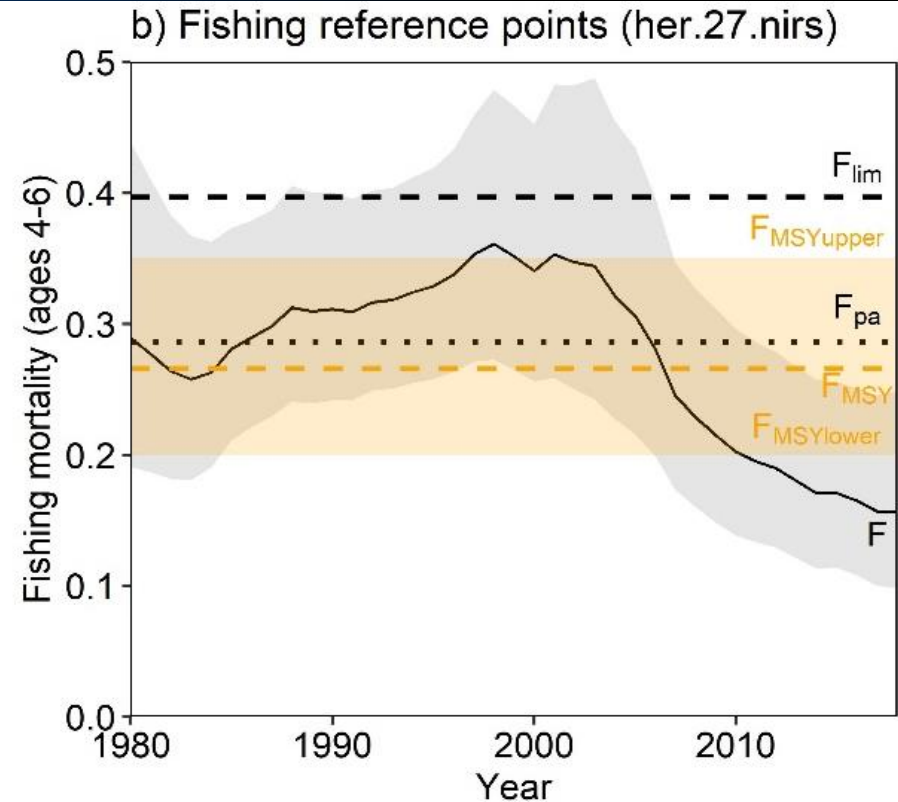 b) Fishing reference points (her.27.nirs)
Fishing mortality (ages 4-6)
0.5
0.4
0.3
0.2
0.1
0.0
Flim
FMSYupper
Fpa
FMSY
FMSYlower
F
1980
1990
2000
2010
Year